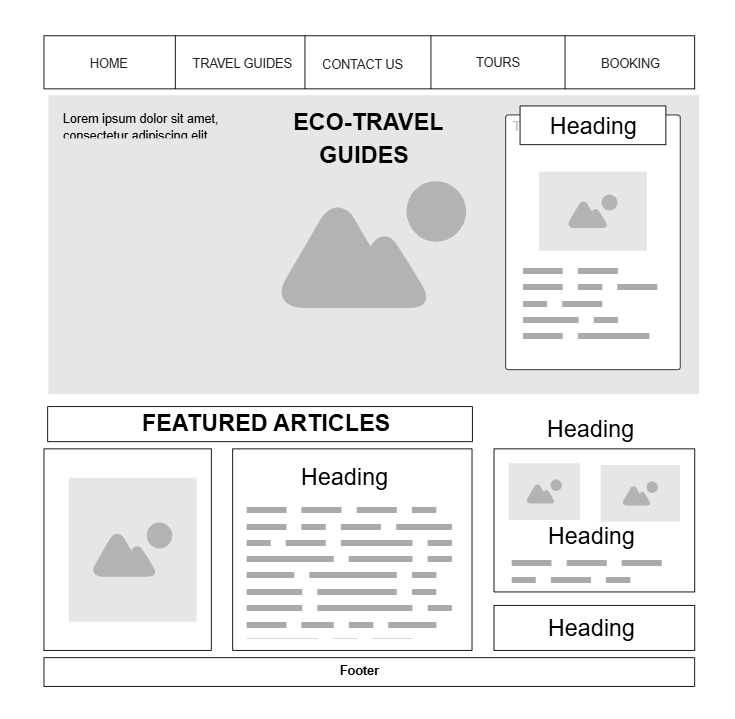 HOME
TRAVEL GUIDES
CONTACT US
TOURS
BOOKING
Lorem ipsum dolor sit amet,
consectetur adipiscing elit
ECO-TRAVEL
GUIDES
T
Heading
FEATURED ARTICLES
Heading
Heading
Heading
Heading
Footer